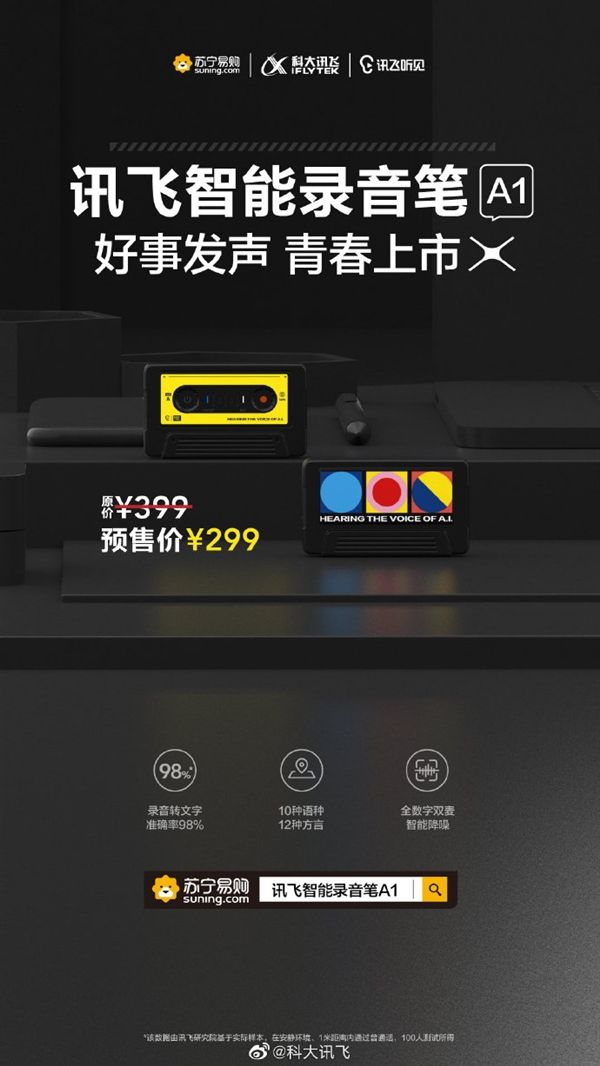 苏宁易购 suning.com 科大讯飞 iFLYTEK 讯飞听见
讯飞智能录音笔 A1
好事发声 青春上市
HEARING THE VOICE OF A.I.
HEARING THE VOICE OF A.I.
原价 ¥399
预售价 ¥299
98%*
录音转文字
准确率98%
10种语种
12种方言
全数字双麦
智能降噪
苏宁易购 suning.com 讯飞智能录音笔A1
*该数据由讯飞研究院基于实际样本，在安静环境、1米距离内通过普通话、100人测试所得
@科大讯飞